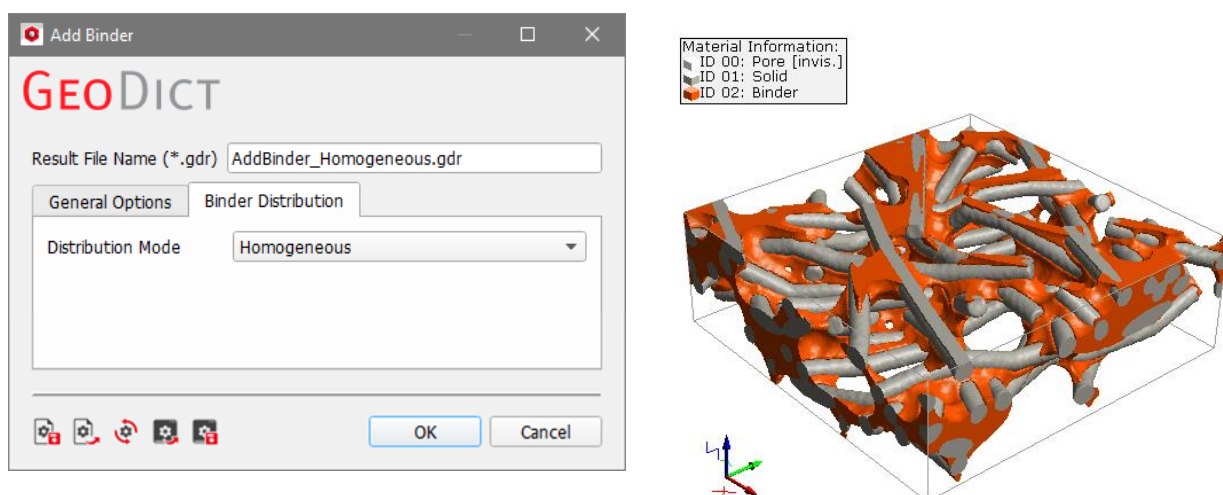 Add Binder
GEODICT
Result File Name (*.gdr) AddBinder_Homogeneous.gdr
General Options Binder Distribution
Distribution Mode Homogeneous
OK Cancel
Material Information:
ID 00: Pore [invis.]
ID 01: Solid
ID 02: Binder